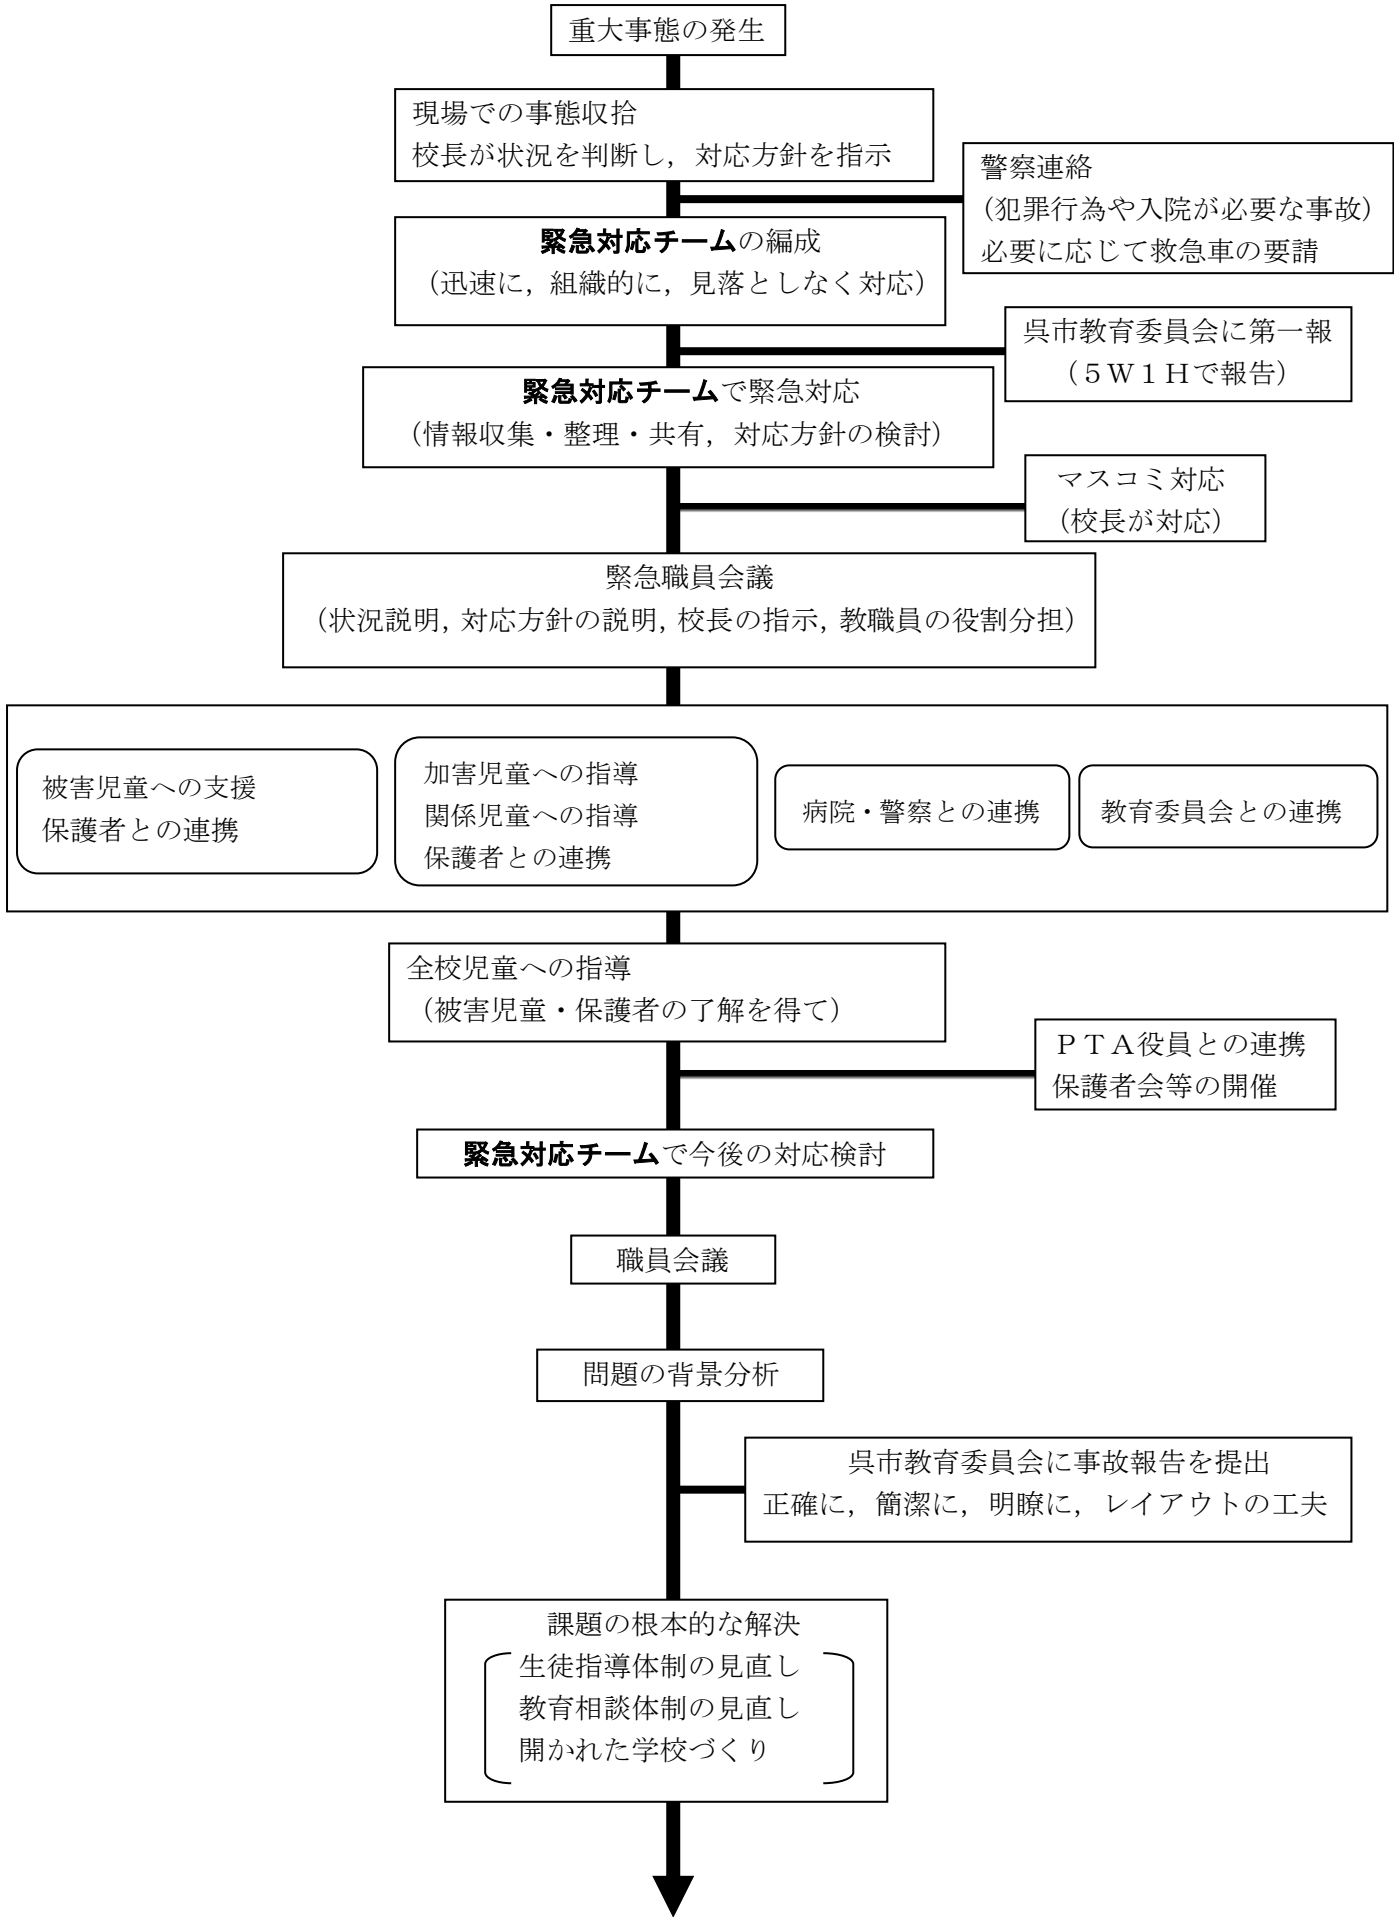 重大事態の発生
現場での事態収拾
校長が状況を判断し，対応方針を指示
警察連絡
（犯罪行為や入院が必要な事故）
必要に応じて救急車の要請
緊急対応チームの編成
（迅速に，組織的に，見落としなく対応）
呉市教育委員会に第一報
（５Ｗ１Ｈで報告）
緊急対応チームで緊急対応
（情報収集・整理・共有，対応方針の検討）
マスコミ対応
（校長が対応）
緊急職員会議
（状況説明，対応方針の説明，校長の指示，教職員の役割分担）
被害児童への支援
保護者との連携
加害児童への指導
関係児童への指導
保護者との連携
病院・警察との連携
教育委員会との連携
全校児童への指導
（被害児童・保護者の了解を得て）
ＰＴＡ役員との連携
保護者会等の開催
緊急対応チームで今後の対応検討
職員会議
問題の背景分析
呉市教育委員会に事故報告を提出
正確に，簡潔に，明瞭に，レイアウトの工夫
課題の根本的な解決
生徒指導体制の見直し
教育相談体制の見直し
開かれた学校づくり